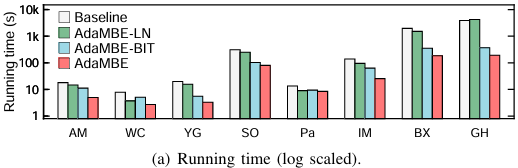 Running time (s)
10k
1k
100
10
1
Baseline
AdaMBE-LN
AdaMBE-BIT
AdaMBE
AM WC YG SO Pa IM BX GH
(a) Running time (log scaled).